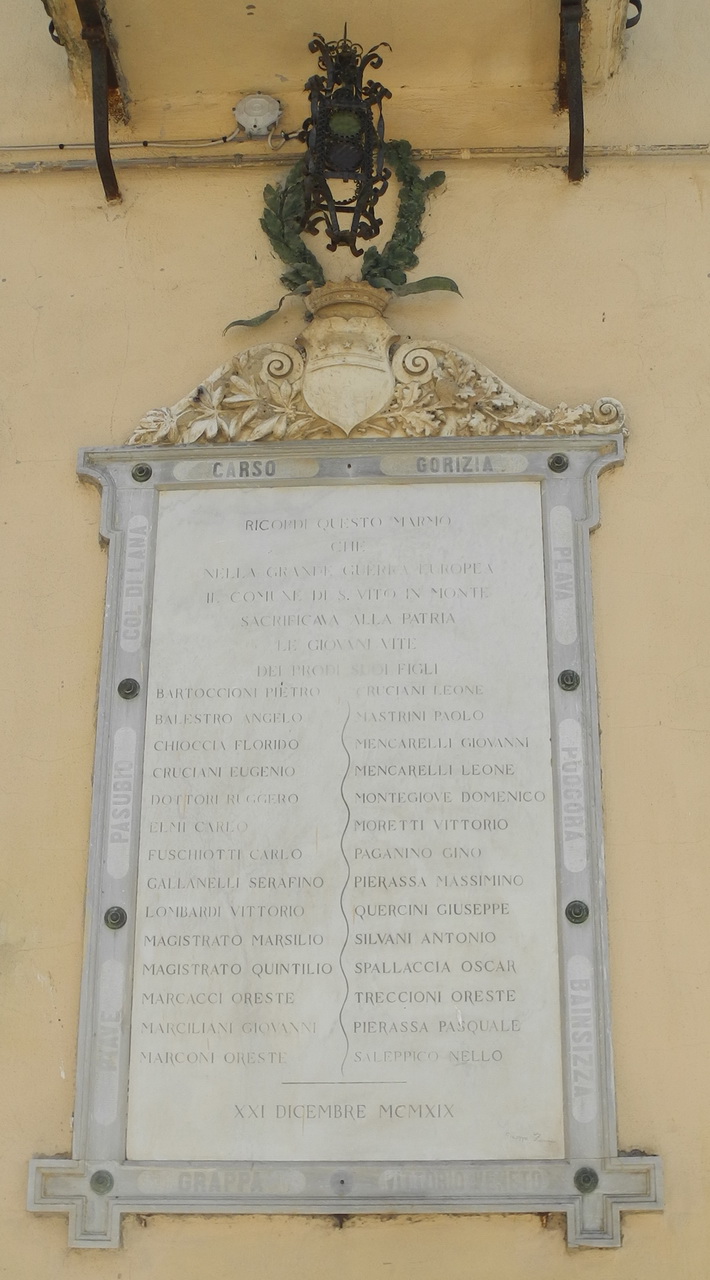 CARSO
GORIZIA
COL DI LANA
PLAVA
PASUBIO
PODGORA
PIAVE
BAINSIZZA
GRAPPA
VITTORIO VENETO
RICORDI QUESTO MARMO
CHE
NELLA GRANDE GUERRA EUROPEA
IL COMUNE DI S. VITO IN MONTE
SACRIFICAVA ALLA PATRIA
LE GIOVANI VITE
DEI PRODI SUOI FIGLI
BARTOCCIONI PIETRO
BALESTRO ANGELO
CHIOCCIA FLORIDO
CRUCIANI EUGENIO
DOTTORI RUGGERO
ELMI CARLO
FUSCHIOTTI CARLO
GALLANELLI SERAFINO
LOMBARDI VITTORIO
MAGISTRATO MARSILIO
MAGISTRATO QUINTILIO
MARCACCI ORESTE
MARCILIANI GIOVANNI
MARCONI ORESTE
CRUCIANI LEONE
MASTRINI PAOLO
MENCARELLI GIOVANNI
MENCARELLI LEONE
MONTEGIOVE DOMENICO
MORETTI VITTORIO
PAGANINO GINO
PIERASSA MASSIMINO
QUERCINI GIUSEPPE
SILVANI ANTONIO
SPALLACCIA OSCAR
TRECCIONI ORESTE
PIERASSA PASQUALE
SALEPPICO NELLO
XXI DICEMBRE MCMXIX